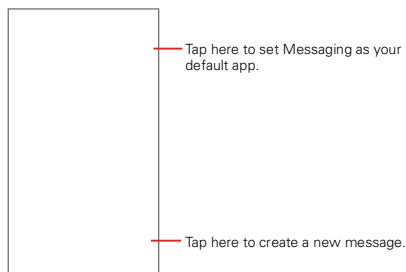 Tap here to set Messaging as your
default app.
Tap here to create a new message.